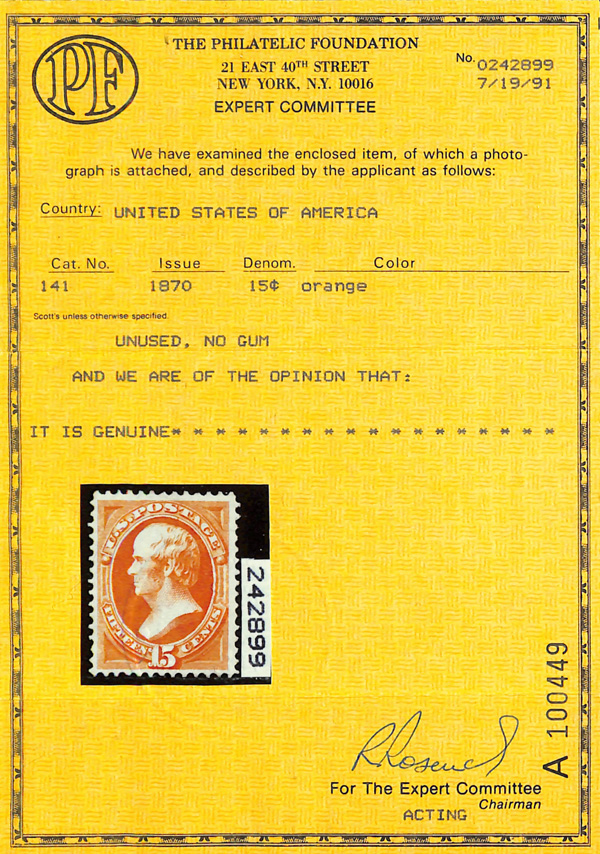 PF
THE PHILATELIC FOUNDATION
21 EAST 40TH STREET
NEW YORK, N.Y. 10016
EXPERT COMMITTEE
No. 0242899
7/19/91
We have examined the enclosed item, of which a photo-
graph is attached, and described by the applicant as follows:
Country: UNITED STATES OF AMERICA
Cat. No. Issue Denom. Color
141 1870 15¢ orange
Scott's unless otherwise specified.
UNUSED, NO GUM
AND WE ARE OF THE OPINION THAT:
IT IS GENUINE* * * * * * * * * * * * * * * * * *
U.S. POSTAGE
FIFTEEN 15 CENTS
242899
A 100449
R Rosen
For The Expert Committee
Chairman
ACTING